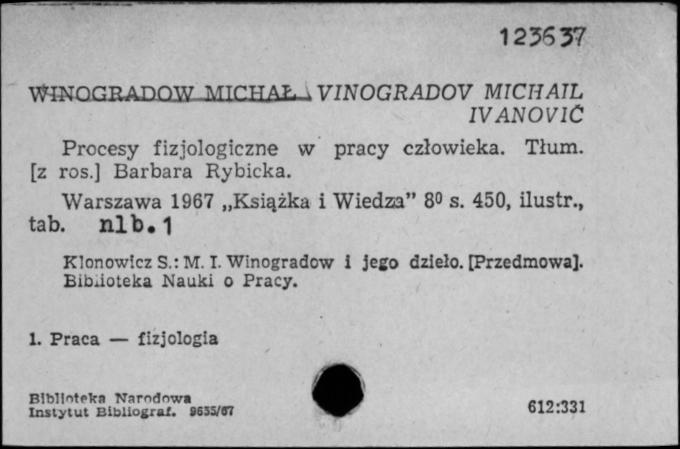 123637
WINOGRADOW MICHAŁ VINOGRADOV MICHAIL
IVANOVIČ
Procesy fizjologiczne w pracy człowieka. Tłum.
[z ros.] Barbara Rybicka.
Warszawa 1967 „Książka i Wiedza” 8⁰ s. 450, ilustr.,
tab. nlb. 1
Klonowicz S.: M. I. Winogradow i jego dzieło. [Przedmowa].
Biblioteka Nauki o Pracy.
1. Praca — fizjologia
Biblioteka Narodowa
Instytut Bibliograf. 9655/67
612:331